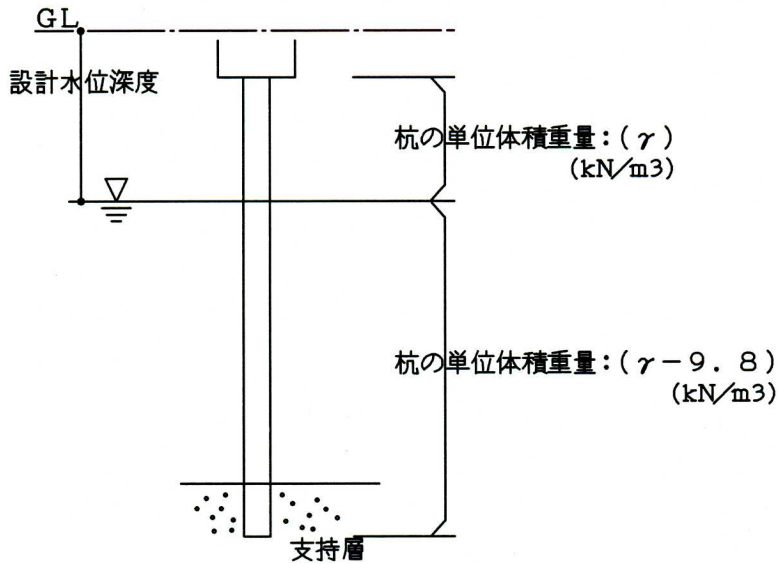 GL
設計水位深度
杭の単位体積重量:(γ)
(kN/m3)
杭の単位体積重量:(γ-9.8)
(kN/m3)
支持層